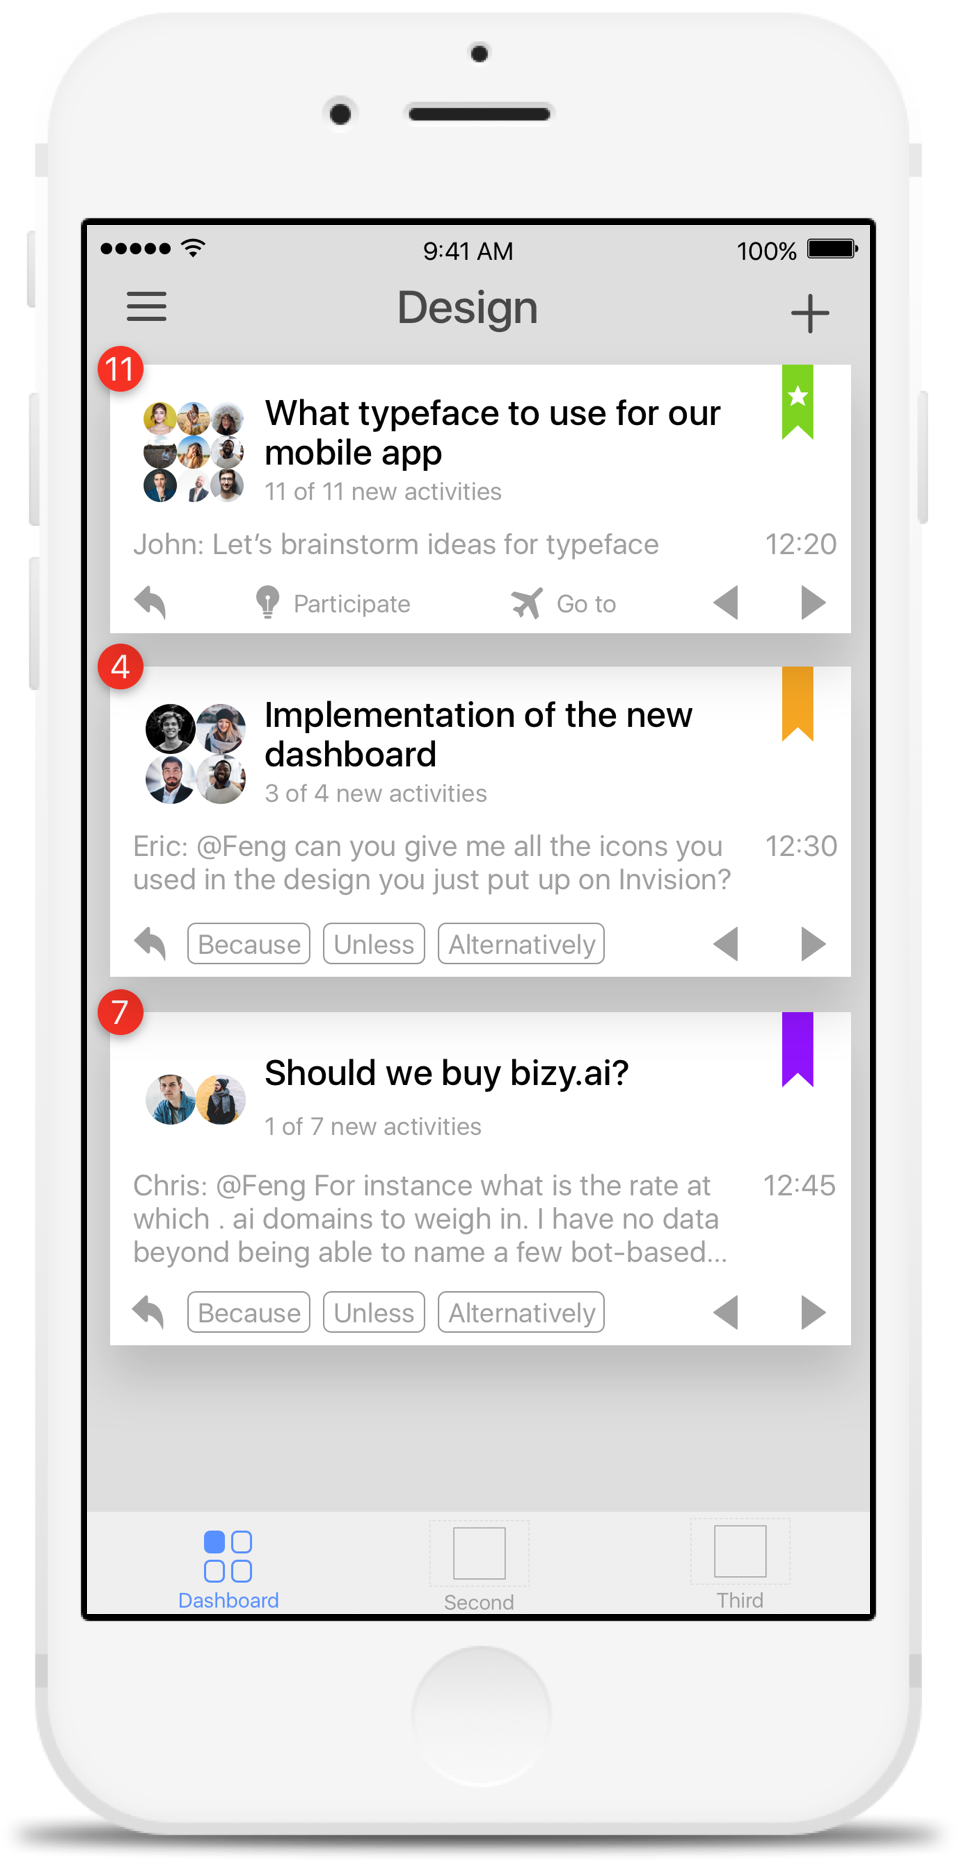 9:41 AM
100%
Design
11
What typeface to use for our
mobile app
11 of 11 new activities
John: Let’s brainstorm ideas for typeface
12:20
Participate
Go to
4
Implementation of the new
dashboard
3 of 4 new activities
Eric: @Feng can you give me all the icons you
12:30
used in the design you just put up on Invision?
Because
Unless
Alternatively
7
Should we buy bizy.ai?
1 of 7 new activities
Chris: @Feng For instance what is the rate at
12:45
which . ai domains to weigh in. I have no data
beyond being able to name a few bot-based...
Because
Unless
Alternatively
Dashboard
Second
Third